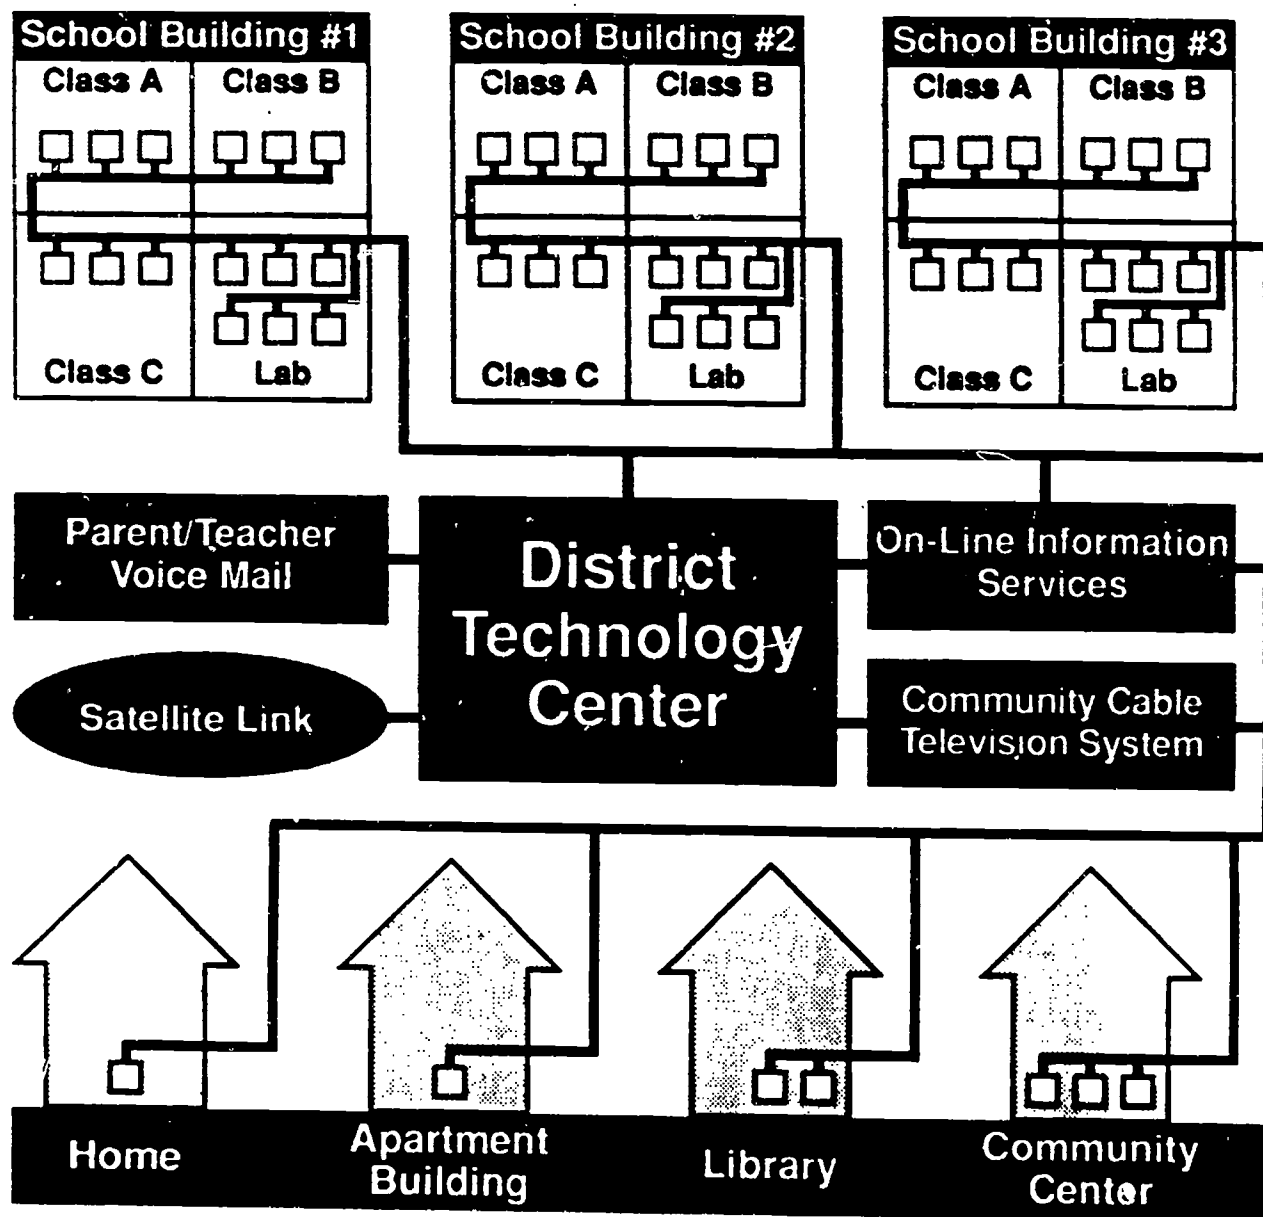 School Building #1
School Building #2
School Building #3
Class A
Class B
Class A
Class B
Class A
Class B
Class C
Lab
Class C
Lab
Class C
Lab
Parent/Teacher
Voice Mail
District
Technology
Center
On-Line Information
Services
Satellite Link
Community Cable
Television System
Home
Apartment
Building
Library
Community
Center